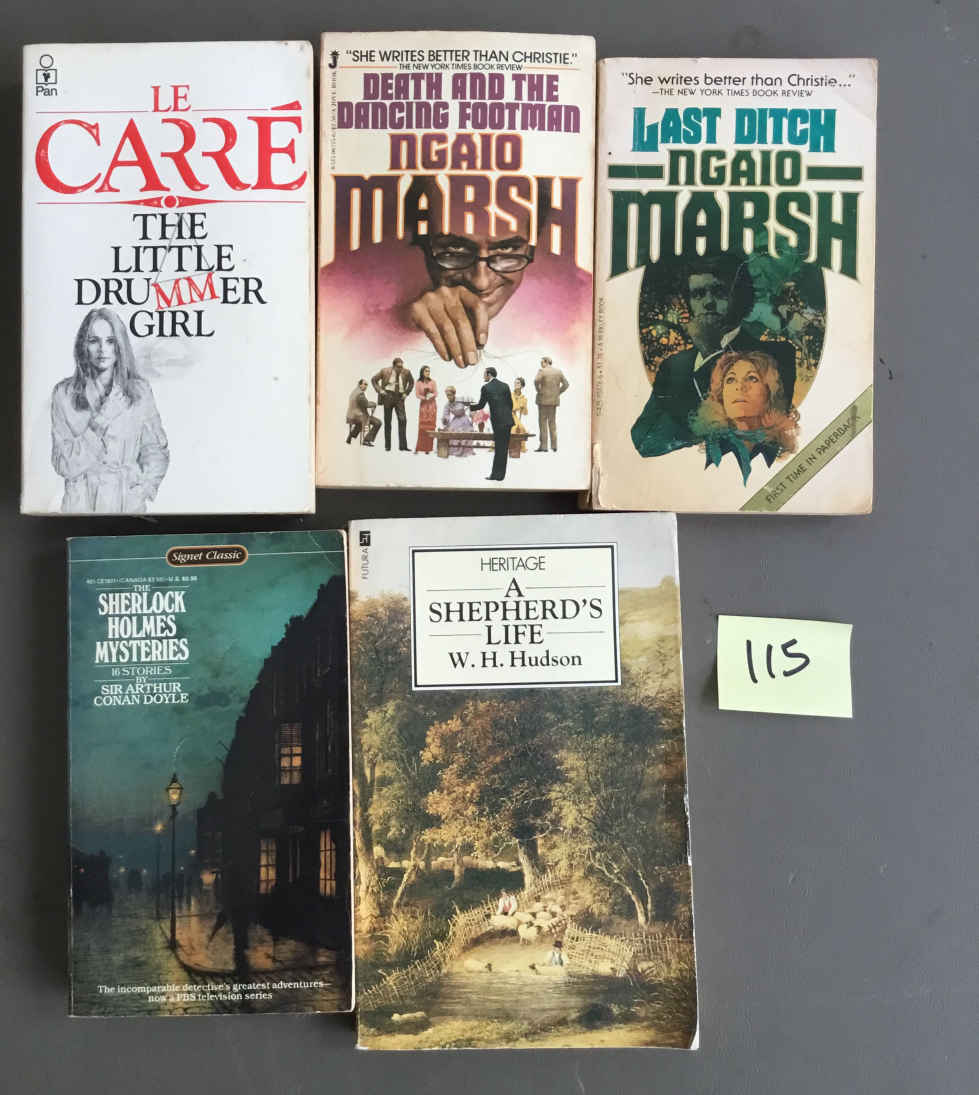 Pan
LE
CARRÉ
THE
LITTLE
DRUMMER
GIRL
"SHE WRITES BETTER THAN CHRISTIE."
THE NEW YORK TIMES BOOK REVIEW
DEATH AND THE
DANCING FOOTMAN
NGAIO
MARSH
"She writes better than Christie..."
—THE NEW YORK TIMES BOOK REVIEW
LAST DITCH
NGAIO
MARSH
FIRST TIME IN PAPERBACK
Signet Classic
THE
SHERLOCK
HOLMES
MYSTERIES
16 STORIES
BY
SIR ARTHUR
CONAN DOYLE
The incomparable detective's greatest adventures—
now a PBS television series
FUTURA
HERITAGE
A
SHEPHERD'S
LIFE
W. H. Hudson
115